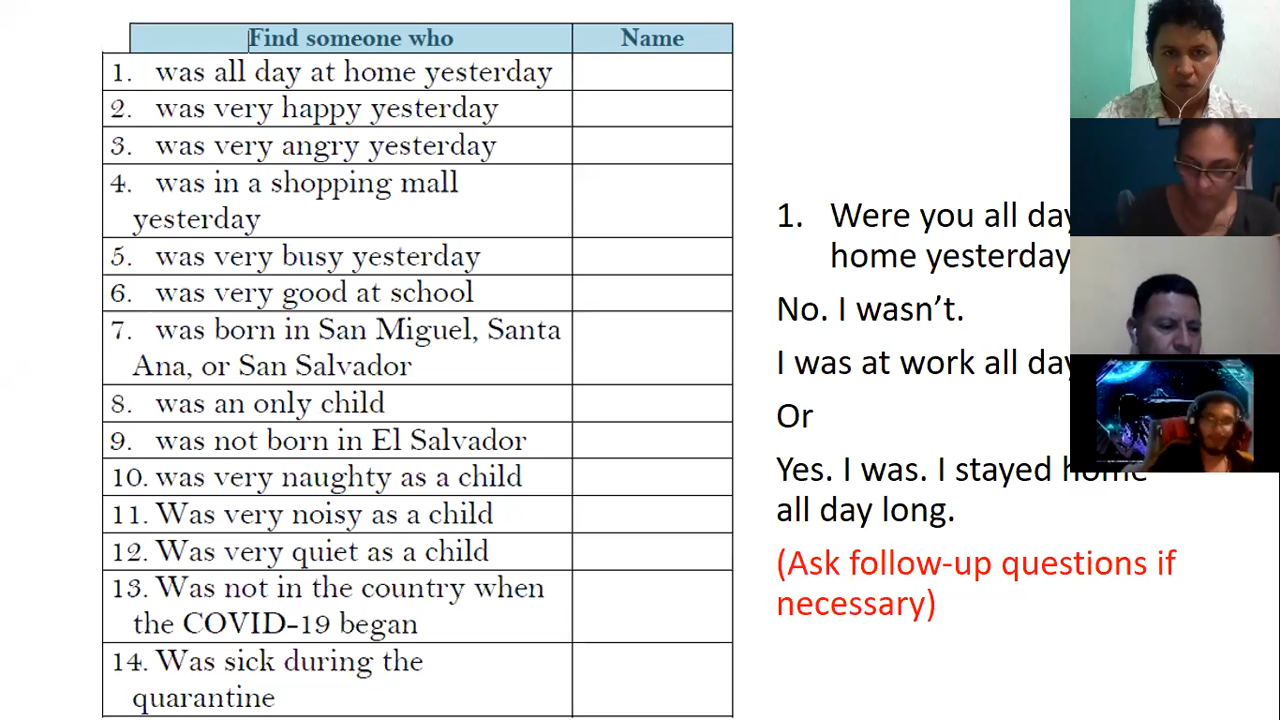 Find someone who Name
1. was all day at home yesterday
2. was very happy yesterday
3. was very angry yesterday
4. was in a shopping mall
yesterday
5. was very busy yesterday
6. was very good at school
7. was born in San Miguel, Santa
Ana, or San Salvador
8. was an only child
9. was not born in El Salvador
10. was very naughty as a child
11. Was very noisy as a child
12. Was very quiet as a child
13. Was not in the country when
the COVID-19 began
14. Was sick during the
quarantine
1. Were you all day
home yesterday
No. I wasn't.
I was at work all day
Or
Yes. I was. I stayed home
all day long.
(Ask follow-up questions if
necessary)